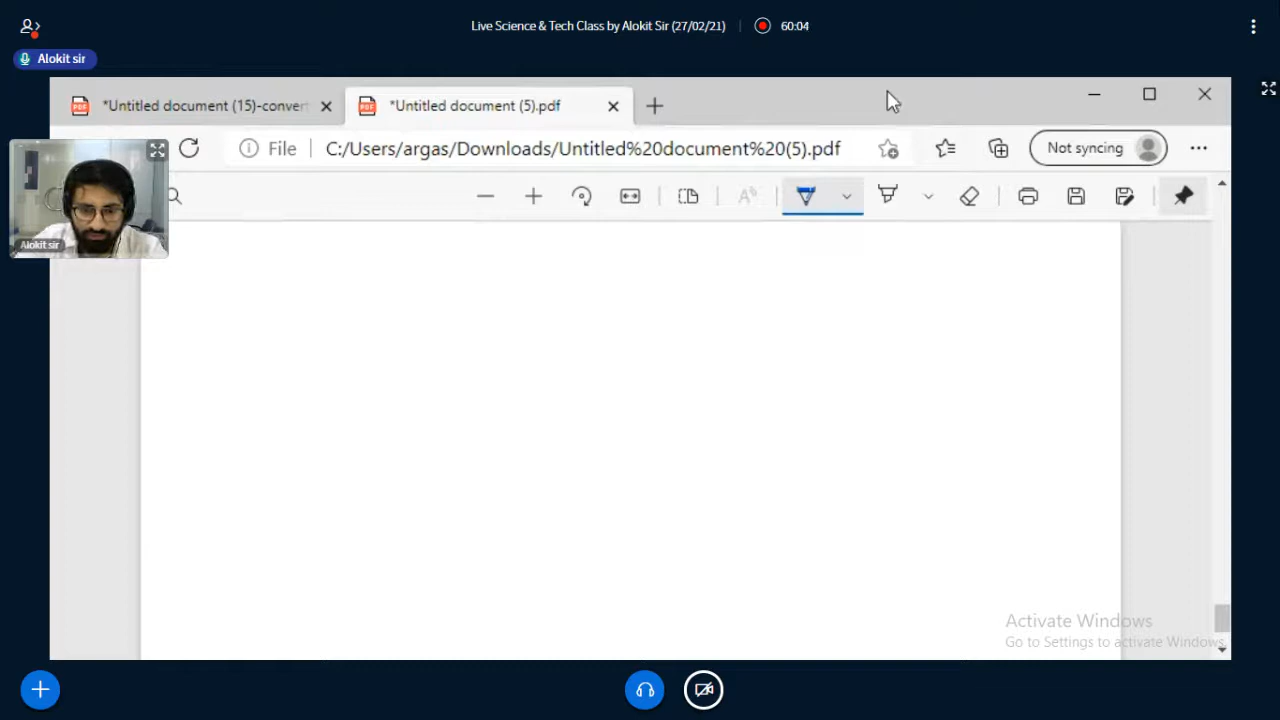 Live Science & Tech Class by Alokit Sir (27/02/21)
60:04
Alokit sir
*Untitled document (15)-convert
*Untitled document (5).pdf
File
C:/Users/argas/Downloads/Untitled%20document%20(5).pdf
Not syncing
Alokit sir
Activate Windows
Go to Settings to activate Windows.